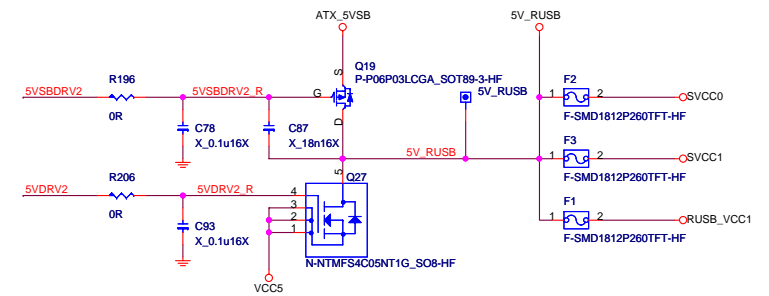 ATX_5VSB
5V_RUSB
S
Q19
P-P06P03LCGA_SOT89-3-HF
R196
F2
5VSBDRV2
5VSBDRV2_R
G
5V_RUSB
1
2
SVCC0
0R
F-SMD1812P260TFT-HF
D
C78
X_0.1u16X
C87
X_18n16X
F3
5V_RUSB
1
2
SVCC1
F-SMD1812P260TFT-HF
R206
5
Q27
5VDRV2
5VDRV2_R
4
F1
0R
3
C93
X_0.1u16X
2
1
1
2
RUSB_VCC1
F-SMD1812P260TFT-HF
N-NTMFS4C05NT1G_SO8-HF
VCC5